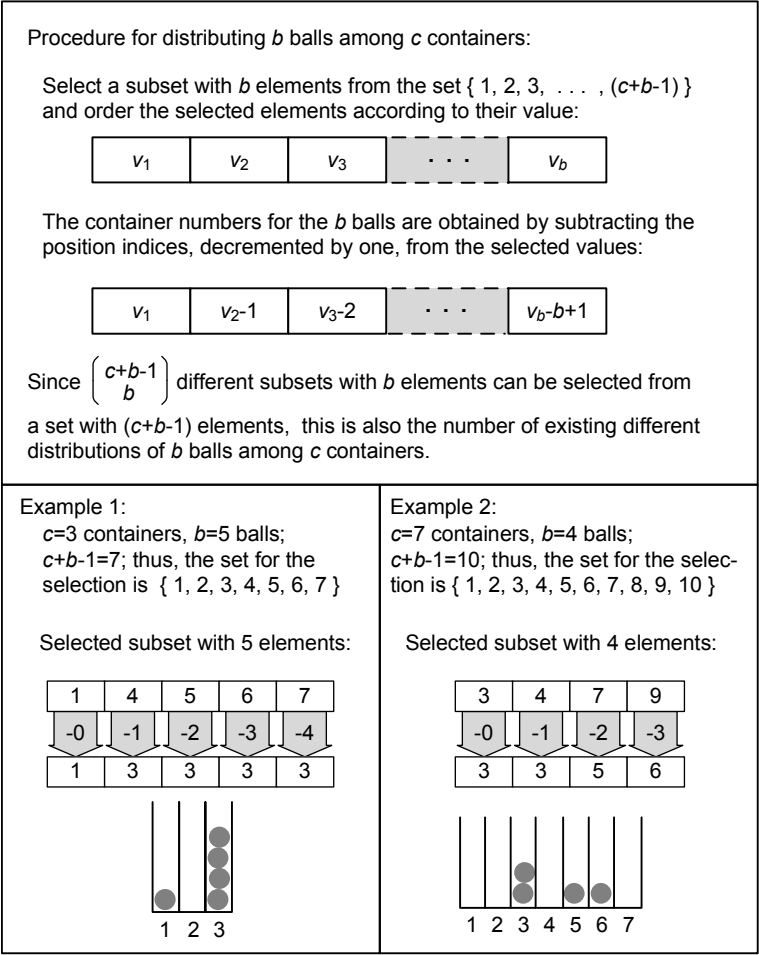 Procedure for distributing b balls among c containers:
Select a subset with b elements from the set { 1, 2, 3, . . . , (c+b-1) }
and order the selected elements according to their value:
v1 v2 v3 · · · vb
The container numbers for the b balls are obtained by subtracting the
position indices, decremented by one, from the selected values:
v1 v2-1 v3-2 · · · vb-b+1
Since (c+b-1 b) different subsets with b elements can be selected from
a set with (c+b-1) elements, this is also the number of existing different
distributions of b balls among c containers.
Example 1:
c=3 containers, b=5 balls;
c+b-1=7; thus, the set for the
selection is { 1, 2, 3, 4, 5, 6, 7 }
Selected subset with 5 elements:
1 4 5 6 7
-0 -1 -2 -3 -4
1 3 3 3 3
1 2 3
Example 2:
c=7 containers, b=4 balls;
c+b-1=10; thus, the set for the selec-
tion is { 1, 2, 3, 4, 5, 6, 7, 8, 9, 10 }
Selected subset with 4 elements:
3 4 7 9
-0 -1 -2 -3
3 3 5 6
1 2 3 4 5 6 7